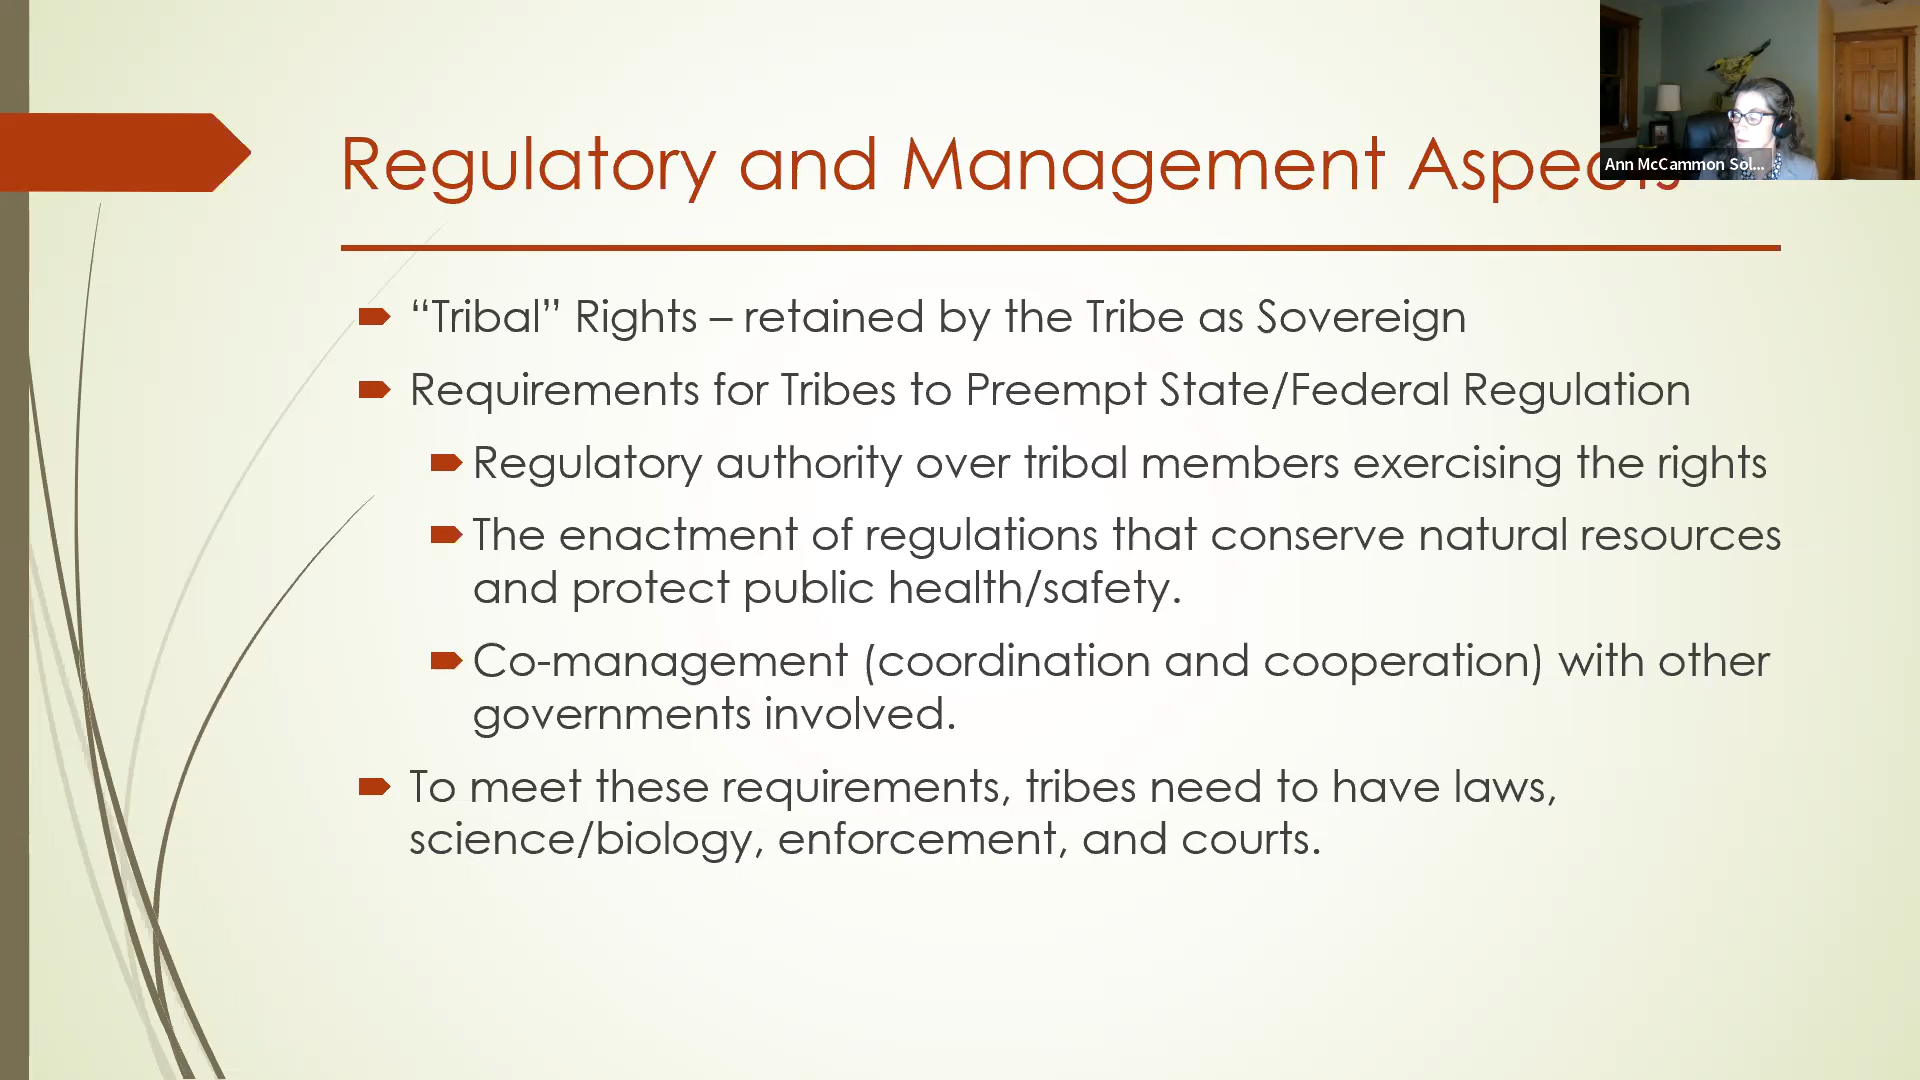 Regulatory and Management Aspects
Ann McCammon Sol...
“Tribal” Rights – retained by the Tribe as Sovereign
Requirements for Tribes to Preempt State/Federal Regulation
Regulatory authority over tribal members exercising the rights
The enactment of regulations that conserve natural resources
and protect public health/safety.
Co-management (coordination and cooperation) with other
governments involved.
To meet these requirements, tribes need to have laws,
science/biology, enforcement, and courts.